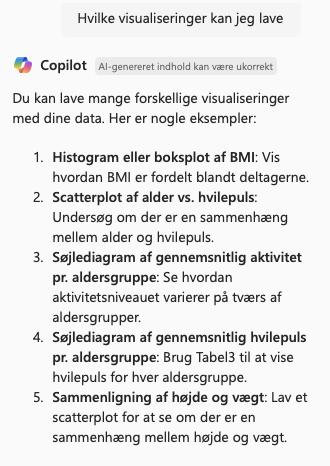 Hvilke visualiseringer kan jeg lave
Copilot AI-genereret indhold kan være ukorrekt
Du kan lave mange forskellige visualiseringer
med dine data. Her er nogle eksempler:
1. Histogram eller boksplot af BMI: Vis
hvordan BMI er fordelt blandt deltagerne.
2. Scatterplot af alder vs. hvilepuls:
Undersøg om der er en sammenhæng
mellem alder og hvilepuls.
3. Søjlediagram af gennemsnitlig aktivitet
pr. aldersgruppe: Se hvordan
aktivitetsniveauet varierer på tværs af
aldersgrupper.
4. Søjlediagram af gennemsnitlig hvilepuls
pr. aldersgruppe: Brug Tabel3 til at vise
hvilepuls for hver aldersgruppe.
5. Sammenligning af højde og vægt: Lav et
scatterplot for at se om der er en
sammenhæng mellem højde og vægt.